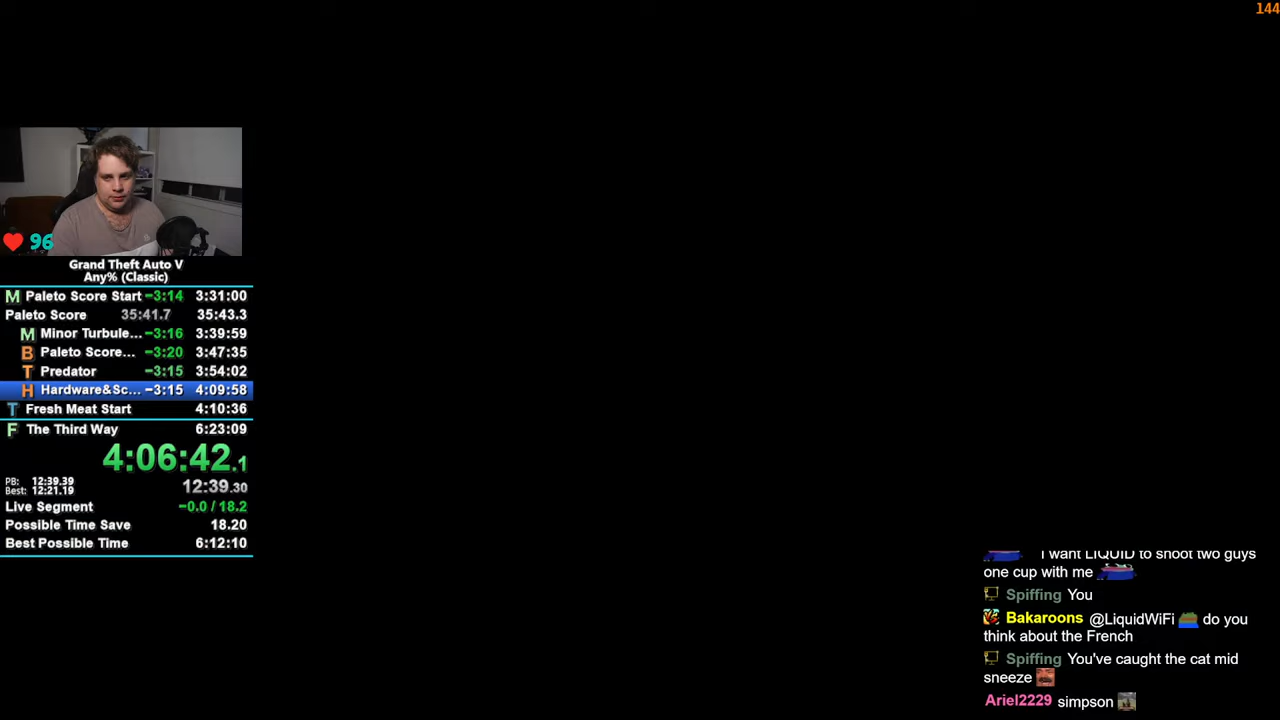 144
96
Grand Theft Auto V
Any% (Classic)
M Paleto Score Start −3:14 3:31:00
Paleto Score 35:41.7 35:43.3
M Minor Turbule... −3:16 3:39:59
B Paleto Score... −3:20 3:47:35
T Predator −3:15 3:54:02
H Hardware&Sc... −3:15 4:09:58
T Fresh Meat Start 4:10:36
F The Third Way 6:23:09
4:06:42.1
PB: 12:39.39
Best: 12:21.19
12:39.30
Live Segment −0.0 / 18.2
Possible Time Save 18.20
Best Possible Time 6:12:10
I want LIQUID to shoot two guys
one cup with me
Spiffing You
Bakaroons @LiquidWiFi do you
think about the French
Spiffing You've caught the cat mid
sneeze
Ariel2229 simpson